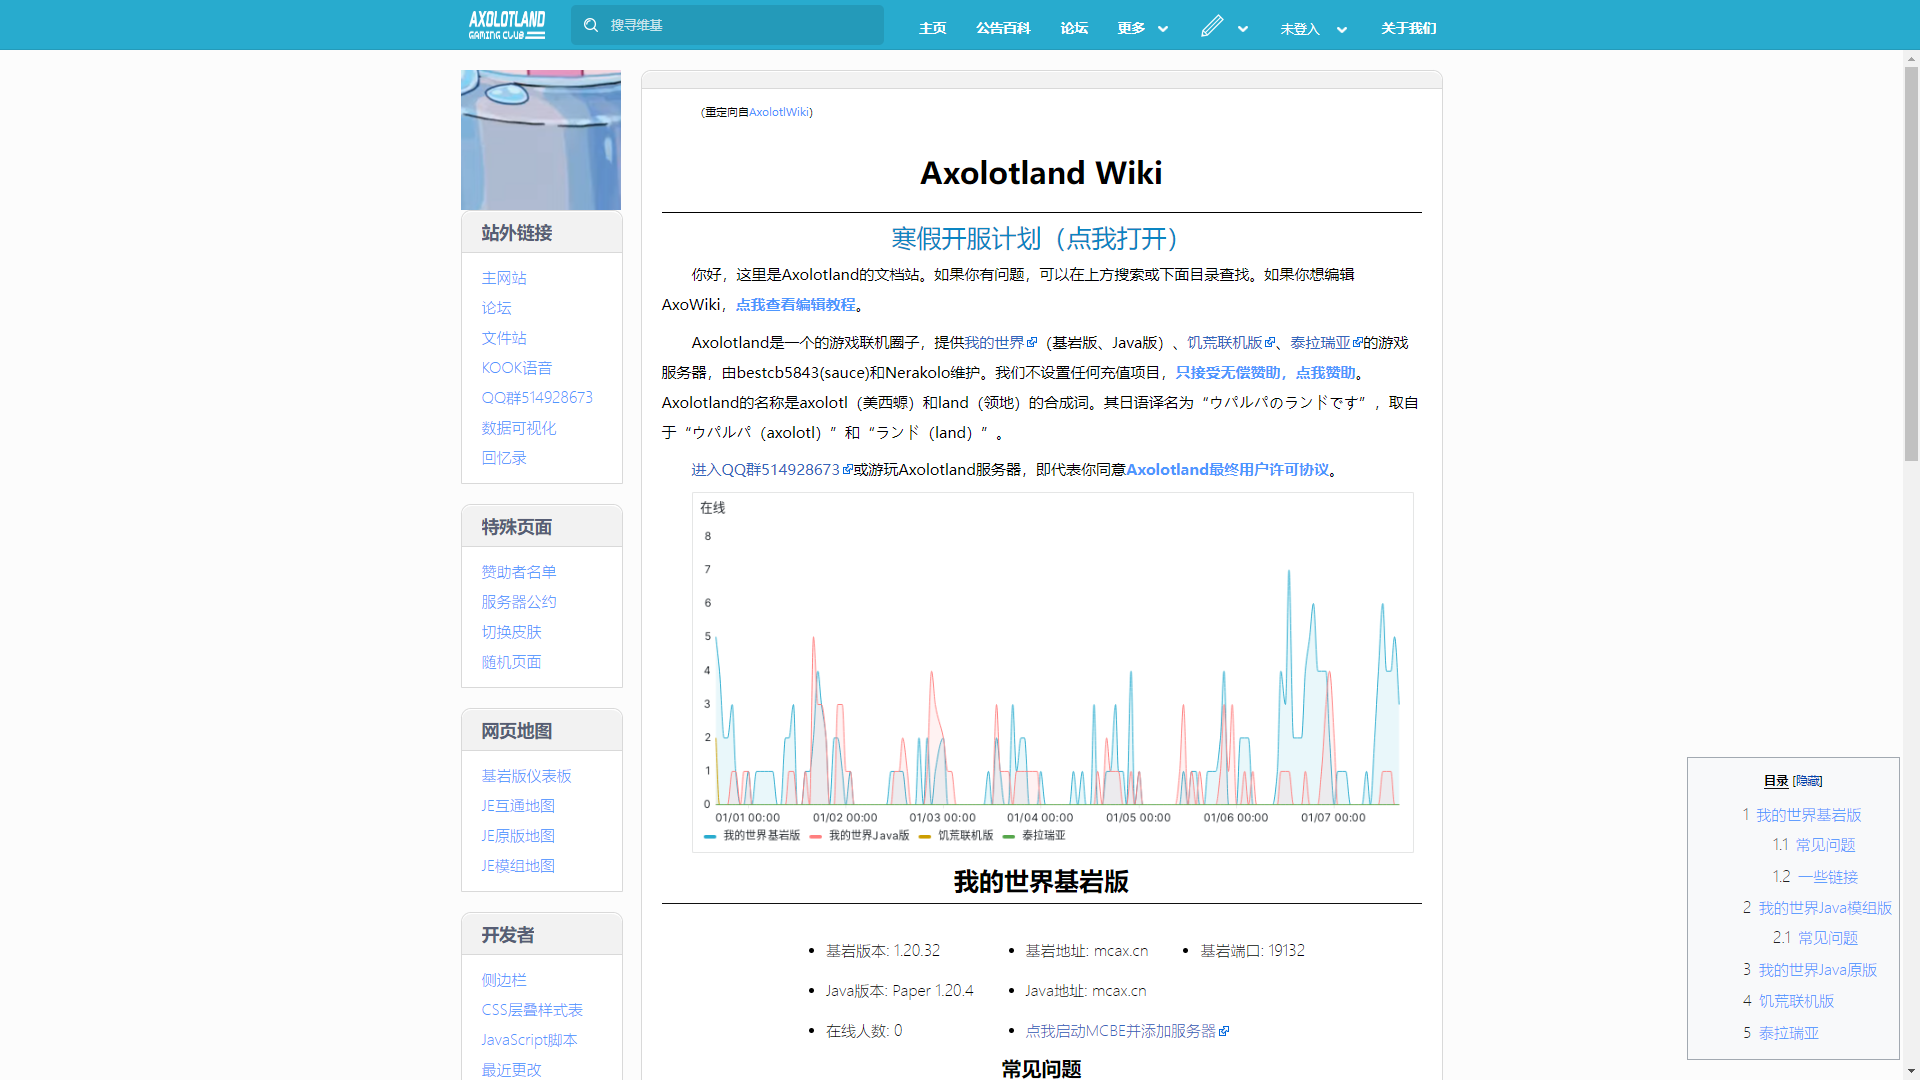 AXOLOTLAND
GAMING CLUB
搜寻维基
主页
公告百科
论坛
更多
未登入
关于我们
站外链接
主网站
论坛
文件站
KOOK语音
QQ群514928673
数据可视化
回忆录
特殊页面
赞助者名单
服务器公约
切换皮肤
随机页面
网页地图
基岩版仪表板
JE互通地图
JE原版地图
JE模组地图
开发者
侧边栏
CSS层叠样式表
JavaScript脚本
最近更改
(重定向自AxolotlWiki)
Axolotland Wiki
寒假开服计划（点我打开）
你好，这里是Axolotland的文档站。如果你有问题，可以在上方搜索或下面目录查找。如果你想编辑
AxoWiki，点我查看编辑教程。
Axolotland是一个的游戏联机圈子，提供我的世界（基岩版、Java版）、饥荒联机版、泰拉瑞亚的游戏
服务器，由bestcb5843(sauce)和Nerakolo维护。我们不设置任何充值项目，只接受无偿赞助，点我赞助。
Axolotland的名称是axolotl（美西螈）和land（领地）的合成词。其日语译名为“ウパルパのランドです”，取自
于“ウパルパ（axolotl）”和“ランド（land）”。
进入QQ群514928673或游玩Axolotland服务器，即代表你同意Axolotland最终用户许可协议。
在线
8
7
6
5
4
3
2
1
0
01/01 00:00 01/02 00:00 01/03 00:00 01/04 00:00 01/05 00:00 01/06 00:00 01/07 00:00
我的世界基岩版 我的世界Java版 饥荒联机版 泰拉瑞亚
我的世界基岩版
基岩版本: 1.20.32 基岩地址: mcax.cn 基岩端口: 19132
Java版本: Paper 1.20.4 Java地址: mcax.cn
在线人数: 0 点我启动MCBE并添加服务器
常见问题
目录 [隐藏]
1 我的世界基岩版
1.1 常见问题
1.2 一些链接
2 我的世界Java模组版
2.1 常见问题
3 我的世界Java原版
4 饥荒联机版
5 泰拉瑞亚